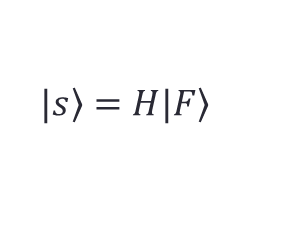 |s⟩ = H|F⟩